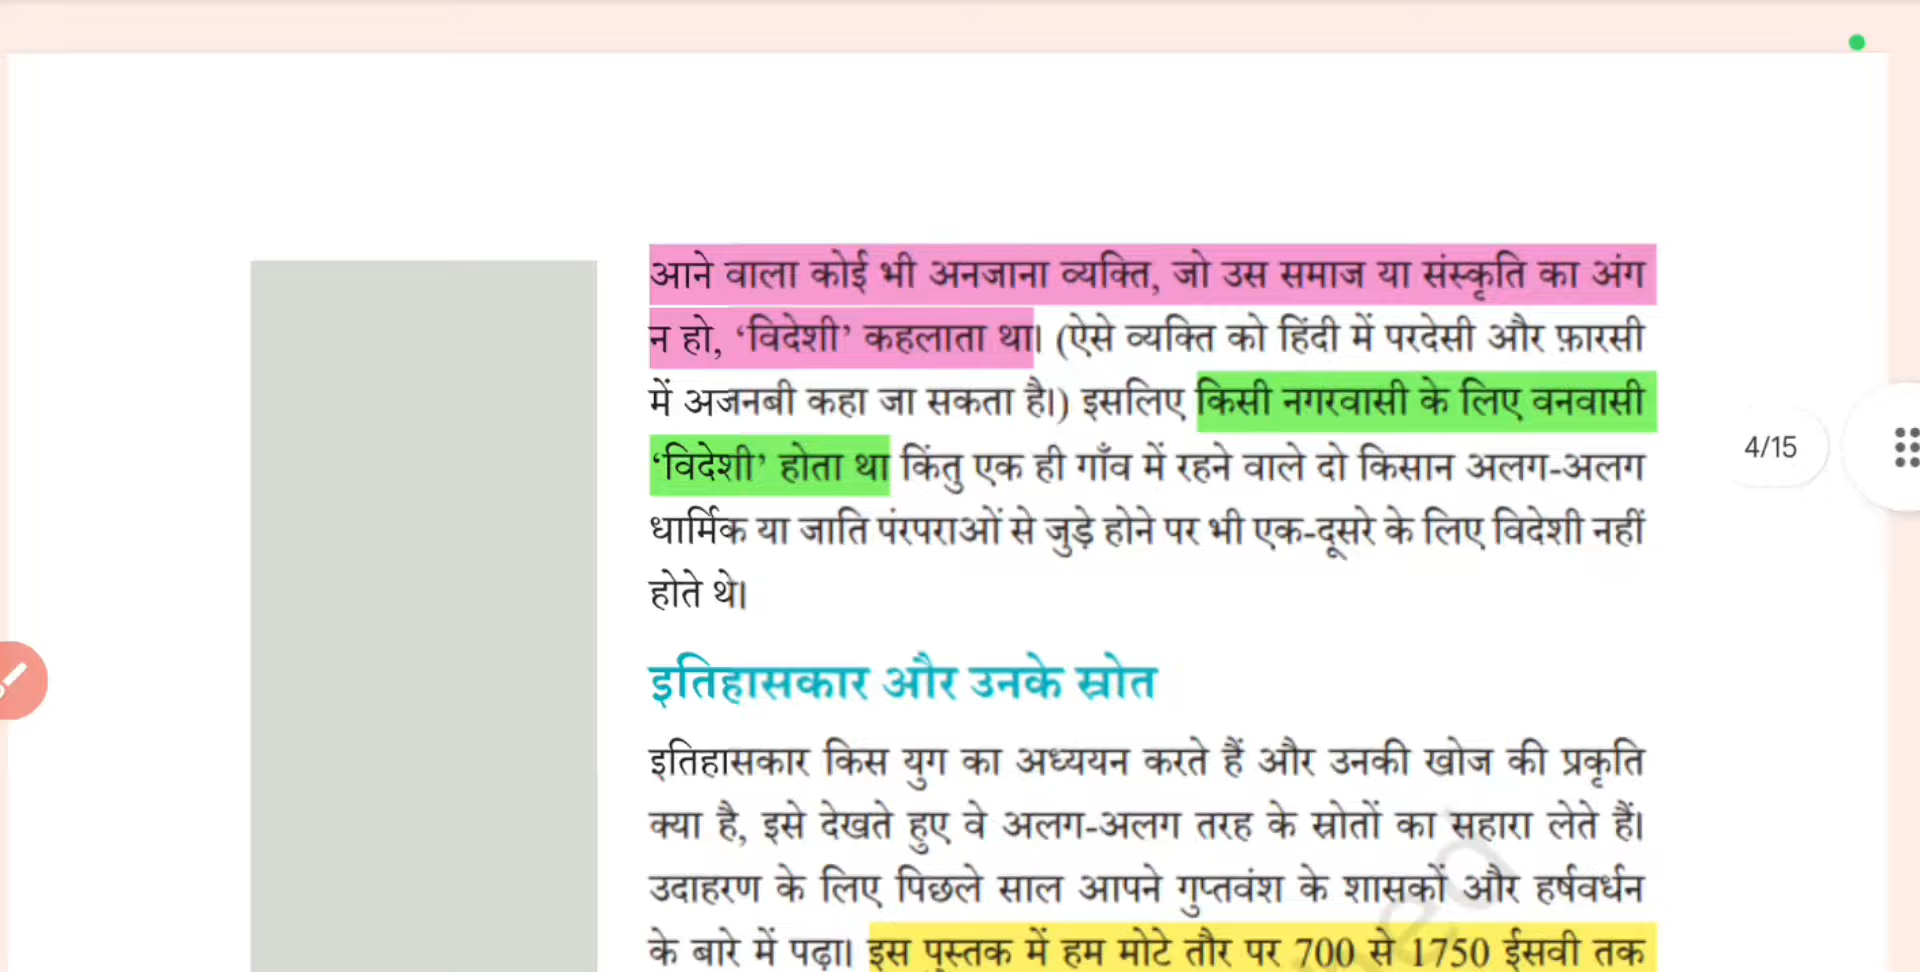 आने वाला कोई भी अनजाना व्यक्ति, जो उस समाज या संस्कृति का अंग
न हो, ‘विदेशी’ कहलाता था। (ऐसे व्यक्ति को हिंदी में परदेसी और फ़ारसी
में अजनबी कहा जा सकता है।) इसलिए किसी नगरवासी के लिए वनवासी
‘विदेशी’ होता था किंतु एक ही गाँव में रहने वाले दो किसान अलग-अलग
धार्मिक या जाति पंरपराओं से जुड़े होने पर भी एक-दूसरे के लिए विदेशी नहीं
होते थे।
4/15
इतिहासकार और उनके स्रोत
इतिहासकार किस युग का अध्ययन करते हैं और उनकी खोज की प्रकृति
क्या है, इसे देखते हुए वे अलग-अलग तरह के स्रोतों का सहारा लेते हैं।
उदाहरण के लिए पिछले साल आपने गुप्तवंश के शासकों और हर्षवर्धन
के बारे में पढ़ा। इस पुस्तक में हम मोटे तौर पर 700 से 1750 ईसवी तक